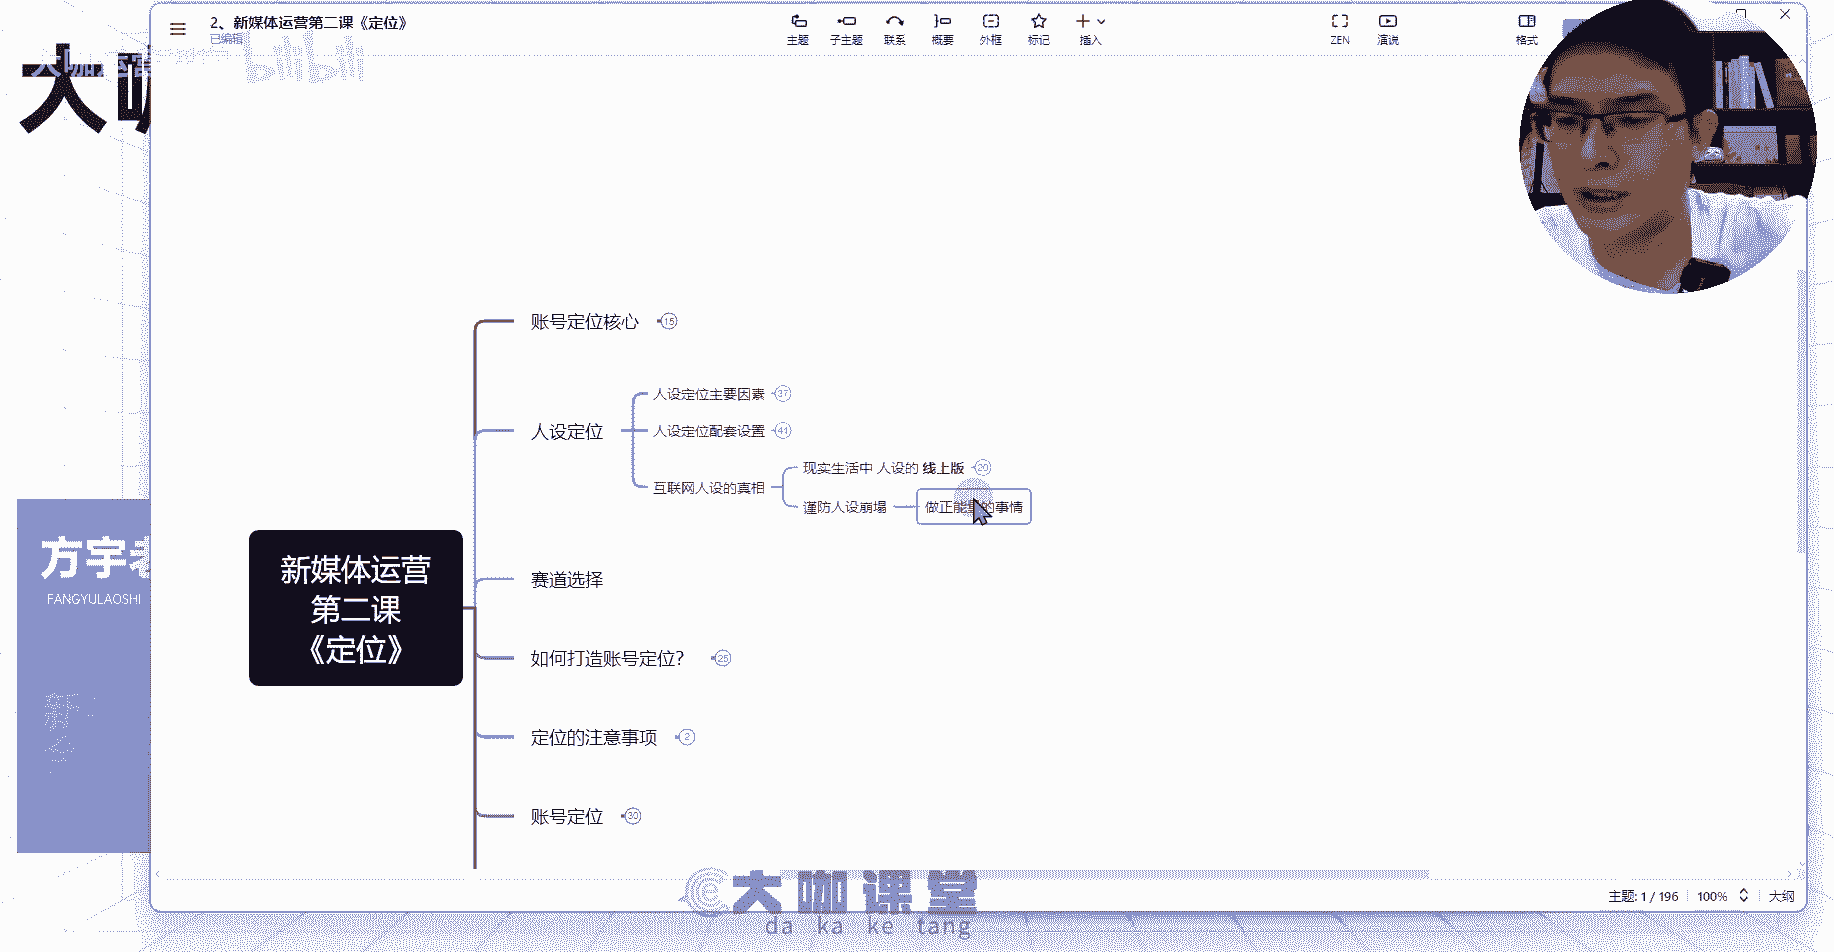 2、新媒体运营第二课《定位》
已编辑
主题
子主题
联系
概要
外框
标记
插入
ZEN
演说
格式
大咖运营
bilibili
大
账号定位核心
15
人设定位
人设定位主要因素
37
人设定位配套设置
41
互联网人设的真相
现实生活中 人设的 线上版
20
谨防人设崩塌
做正能量的事情
赛道选择
如何打造账号定位?
25
定位的注意事项
2
账号定位
30
新媒体运营
第二课
《定位》
方宇老
FANGYULAOSHI
新
大咖课堂
da ka ke tang
主题: 1 / 196
100%
大纲